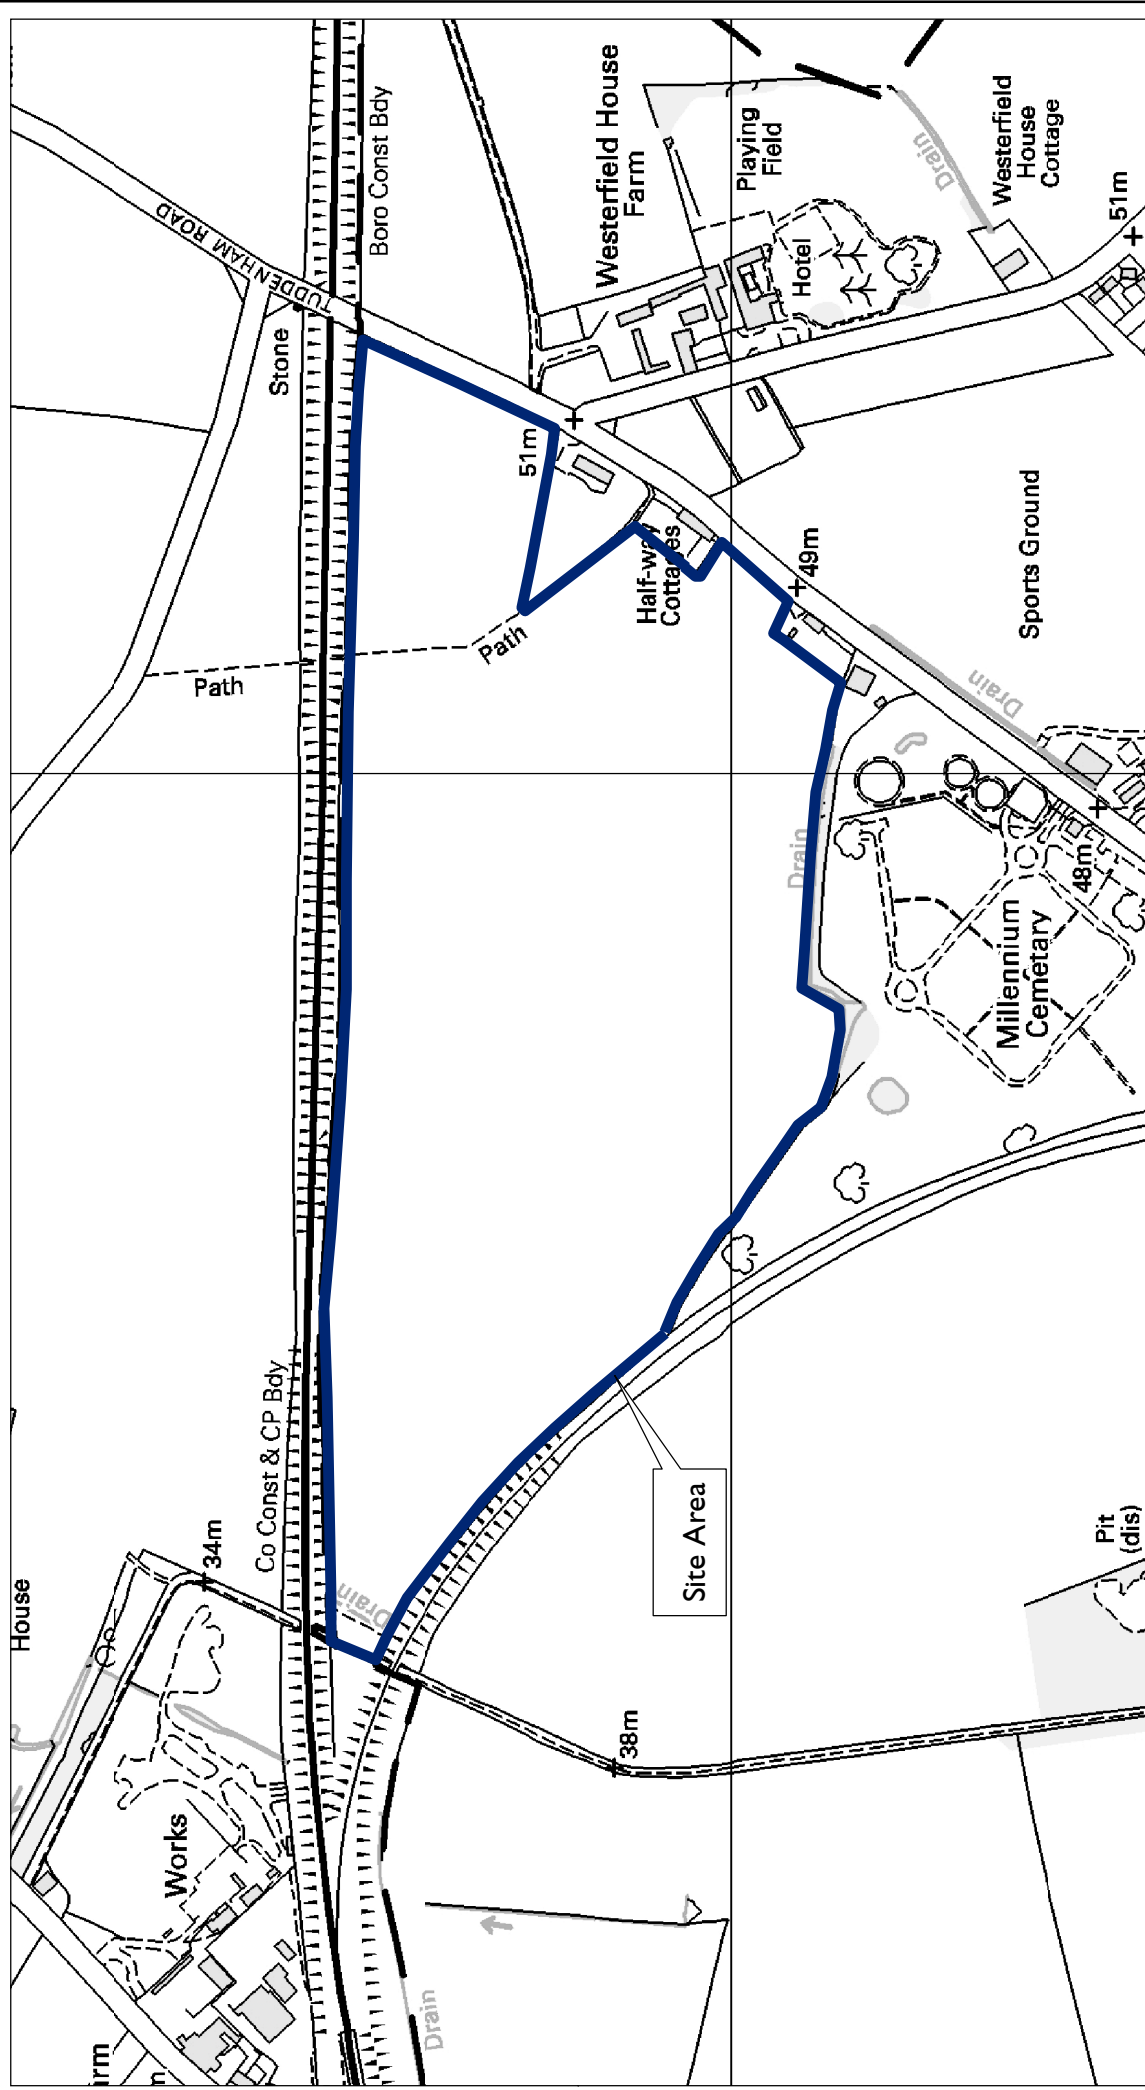 TUDDENHAM ROAD
Boro Const Bdy
Stone
Westerfield House
Farm
Playing
Field
Drain
Westerfield
House
Cottage
51m
Hotel
51m
Half-way
Cottages
49m
Sports Ground
Path
Path
Drain
Drain
48m
Millennium
Cemetary
Co Const & CP Bdy
34m
House
Drain
Site Area
Pit
(dis)
38m
Works
Drain